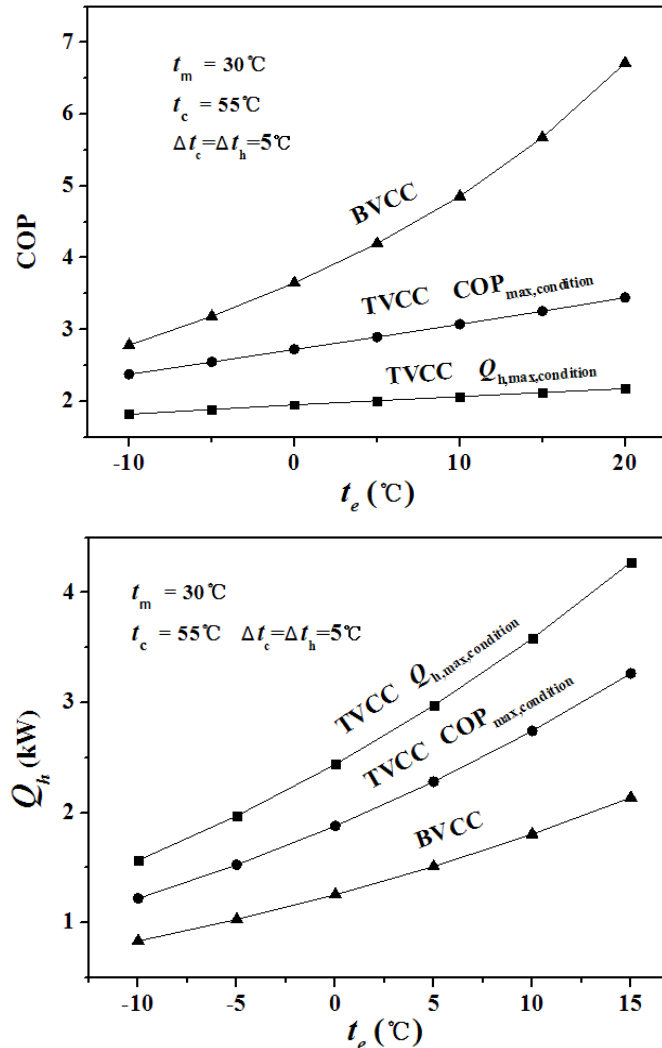 7
6
5
4
3
2
COP
t_m = 30℃
t_c = 55℃
Δt_c=Δt_h=5℃
BVCC
TVCC COP_max,condition
TVCC Q_h,max,condition
-10 0 10 20
t_e (℃)
4
3
2
1
Q_h (kW)
t_m = 30℃
t_c = 55℃ Δt_c=Δt_h=5℃
TVCC Q_h,max,condition
TVCC COP_max,condition
BVCC
-10 -5 0 5 10 15
t_e (℃)